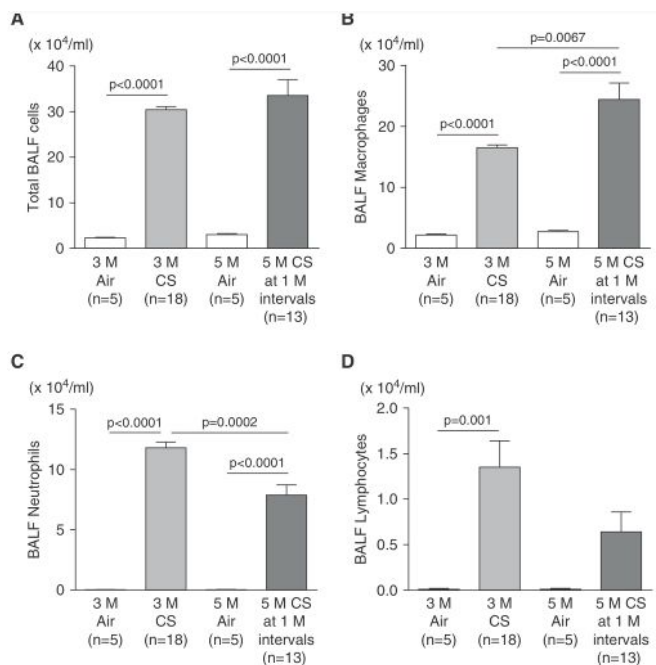 A
(x 10⁴/ml)
Total BALF cells
40
30
20
10
0
p<0.0001
p<0.0001
3 M
Air
(n=5)
3 M
CS
(n=18)
5 M
Air
(n=5)
5 M CS
at 1 M
intervals
(n=13)
B
(x 10⁴/ml)
BALF Macrophages
30
20
10
0
p=0.0067
p<0.0001
p<0.0001
3 M
Air
(n=5)
3 M
CS
(n=18)
5 M
Air
(n=5)
5 M CS
at 1 M
intervals
(n=13)
C
(x 10⁴/ml)
BALF Neutrophils
15
10
5
0
p<0.0001
p=0.0002
p<0.0001
3 M
Air
(n=5)
3 M
CS
(n=18)
5 M
Air
(n=5)
5 M CS
at 1 M
intervals
(n=13)
D
(x 10⁴/ml)
BALF Lymphocytes
2.0
1.5
1.0
0.5
0.0
p=0.001
3 M
Air
(n=5)
3 M
CS
(n=18)
5 M
Air
(n=5)
5 M CS
at 1 M
intervals
(n=13)